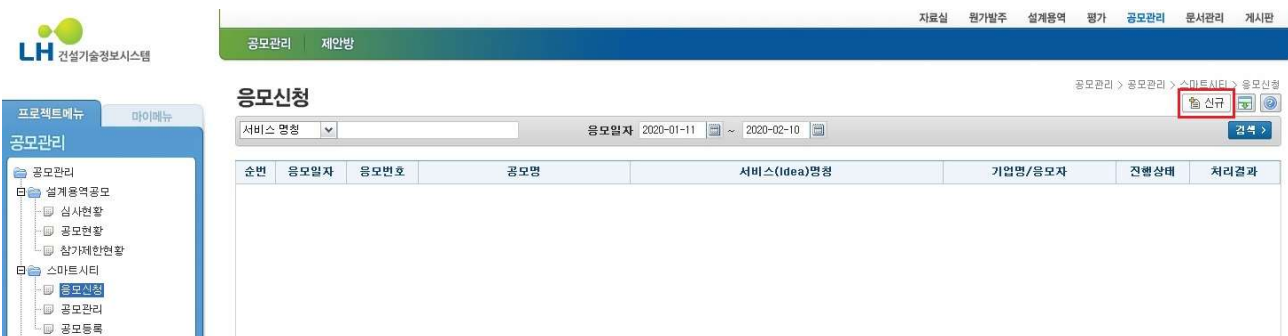 자료실 원가발주 설계용역 평가 공모관리 문서관리 게시판
LH 건설기술정보시스템
공모관리 제안방
프로젝트메뉴 마이메뉴
공모관리
공모관리
설계용역공모
심사현황
공모현황
참가제한현황
스마트시티
응모신청
공모관리
공모등록
공모관리 > 공모관리 > 스마트시티 > 응모신청
응모신청
신규
서비스 명칭 응모일자 2020-01-11 ~ 2020-02-10 검색 >
순번 응모일자 응모번호 공모명 서비스(Idea)명칭 기업명/응모자 진행상태 처리결과